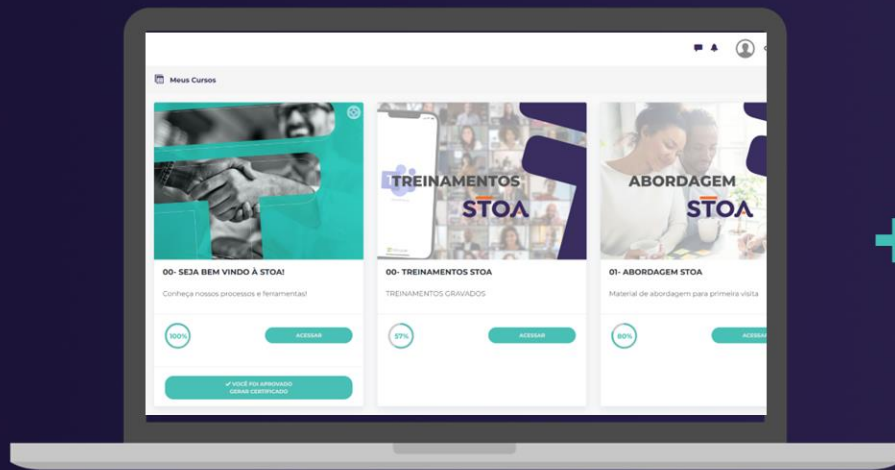 Meus Cursos
TREINAMENTOS
STOA
ABORDAGEM
STOA
00- SEJA BEM VINDO À STOA!
00- TREINAMENTOS STOA
01- ABORDAGEM STOA
Conheça nossos processos e ferramentas!
TREINAMENTOS GRAVADOS
Material de abordagem para primeira visita
100%
ACESSAR
57%
ACESSAR
80%
ACESSAR
✓ VOCÊ FOI APROVADO
GERAR CERTIFICADO